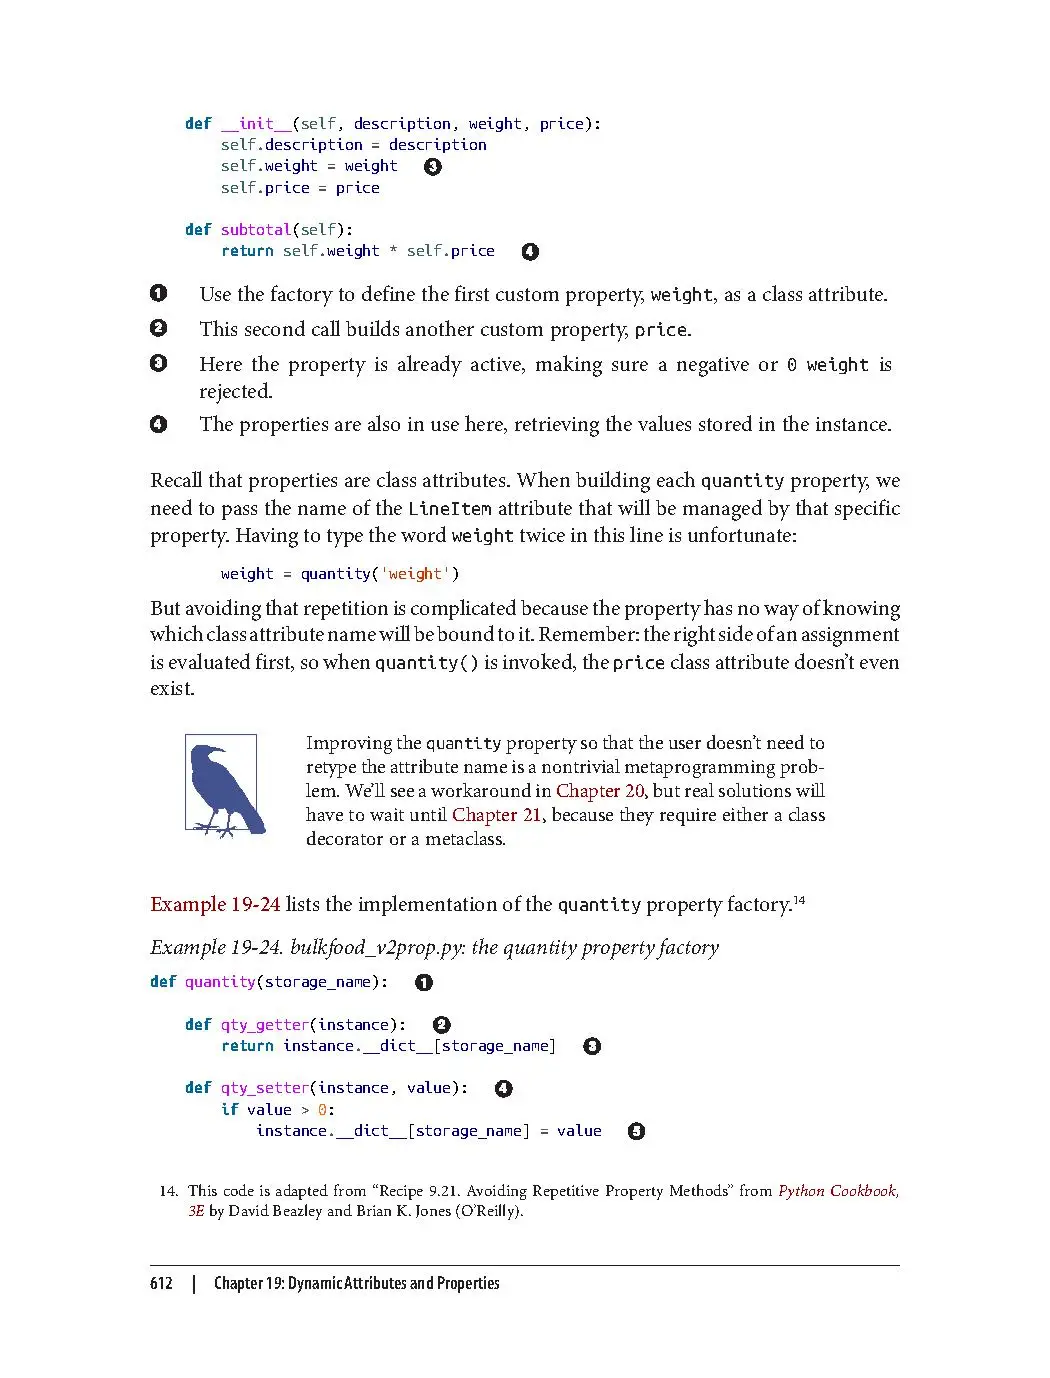 def __init__(self, description, weight, price):
self.description = description
self.weight = weight ❸
self.price = price
def subtotal(self):
return self.weight * self.price ❹
❶ Use the factory to define the first custom property, weight, as a class attribute.
❷ This second call builds another custom property, price.
❸ Here the property is already active, making sure a negative or 0 weight is
rejected.
❹ The properties are also in use here, retrieving the values stored in the instance.
Recall that properties are class attributes. When building each quantity property, we
need to pass the name of the LineItem attribute that will be managed by that specific
property. Having to type the word weight twice in this line is unfortunate:
weight = quantity('weight')
But avoiding that repetition is complicated because the property has no way of knowing
which class attribute name will be bound to it. Remember: the right side of an assignment
is evaluated first, so when quantity() is invoked, the price class attribute doesn’t even
exist.
Improving the quantity property so that the user doesn’t need to
retype the attribute name is a nontrivial metaprogramming prob-
lem. We’ll see a workaround in Chapter 20, but real solutions will
have to wait until Chapter 21, because they require either a class
decorator or a metaclass.
Example 19-24 lists the implementation of the quantity property factory.14
Example 19-24. bulkfood_v2prop.py: the quantity property factory
def quantity(storage_name): ❶
def qty_getter(instance): ❷
return instance.__dict__[storage_name] ❸
def qty_setter(instance, value): ❹
if value > 0:
instance.__dict__[storage_name] = value ❺
14. This code is adapted from “Recipe 9.21. Avoiding Repetitive Property Methods” from Python Cookbook,
3E by David Beazley and Brian K. Jones (O’Reilly).
612 | Chapter 19: Dynamic Attributes and Properties